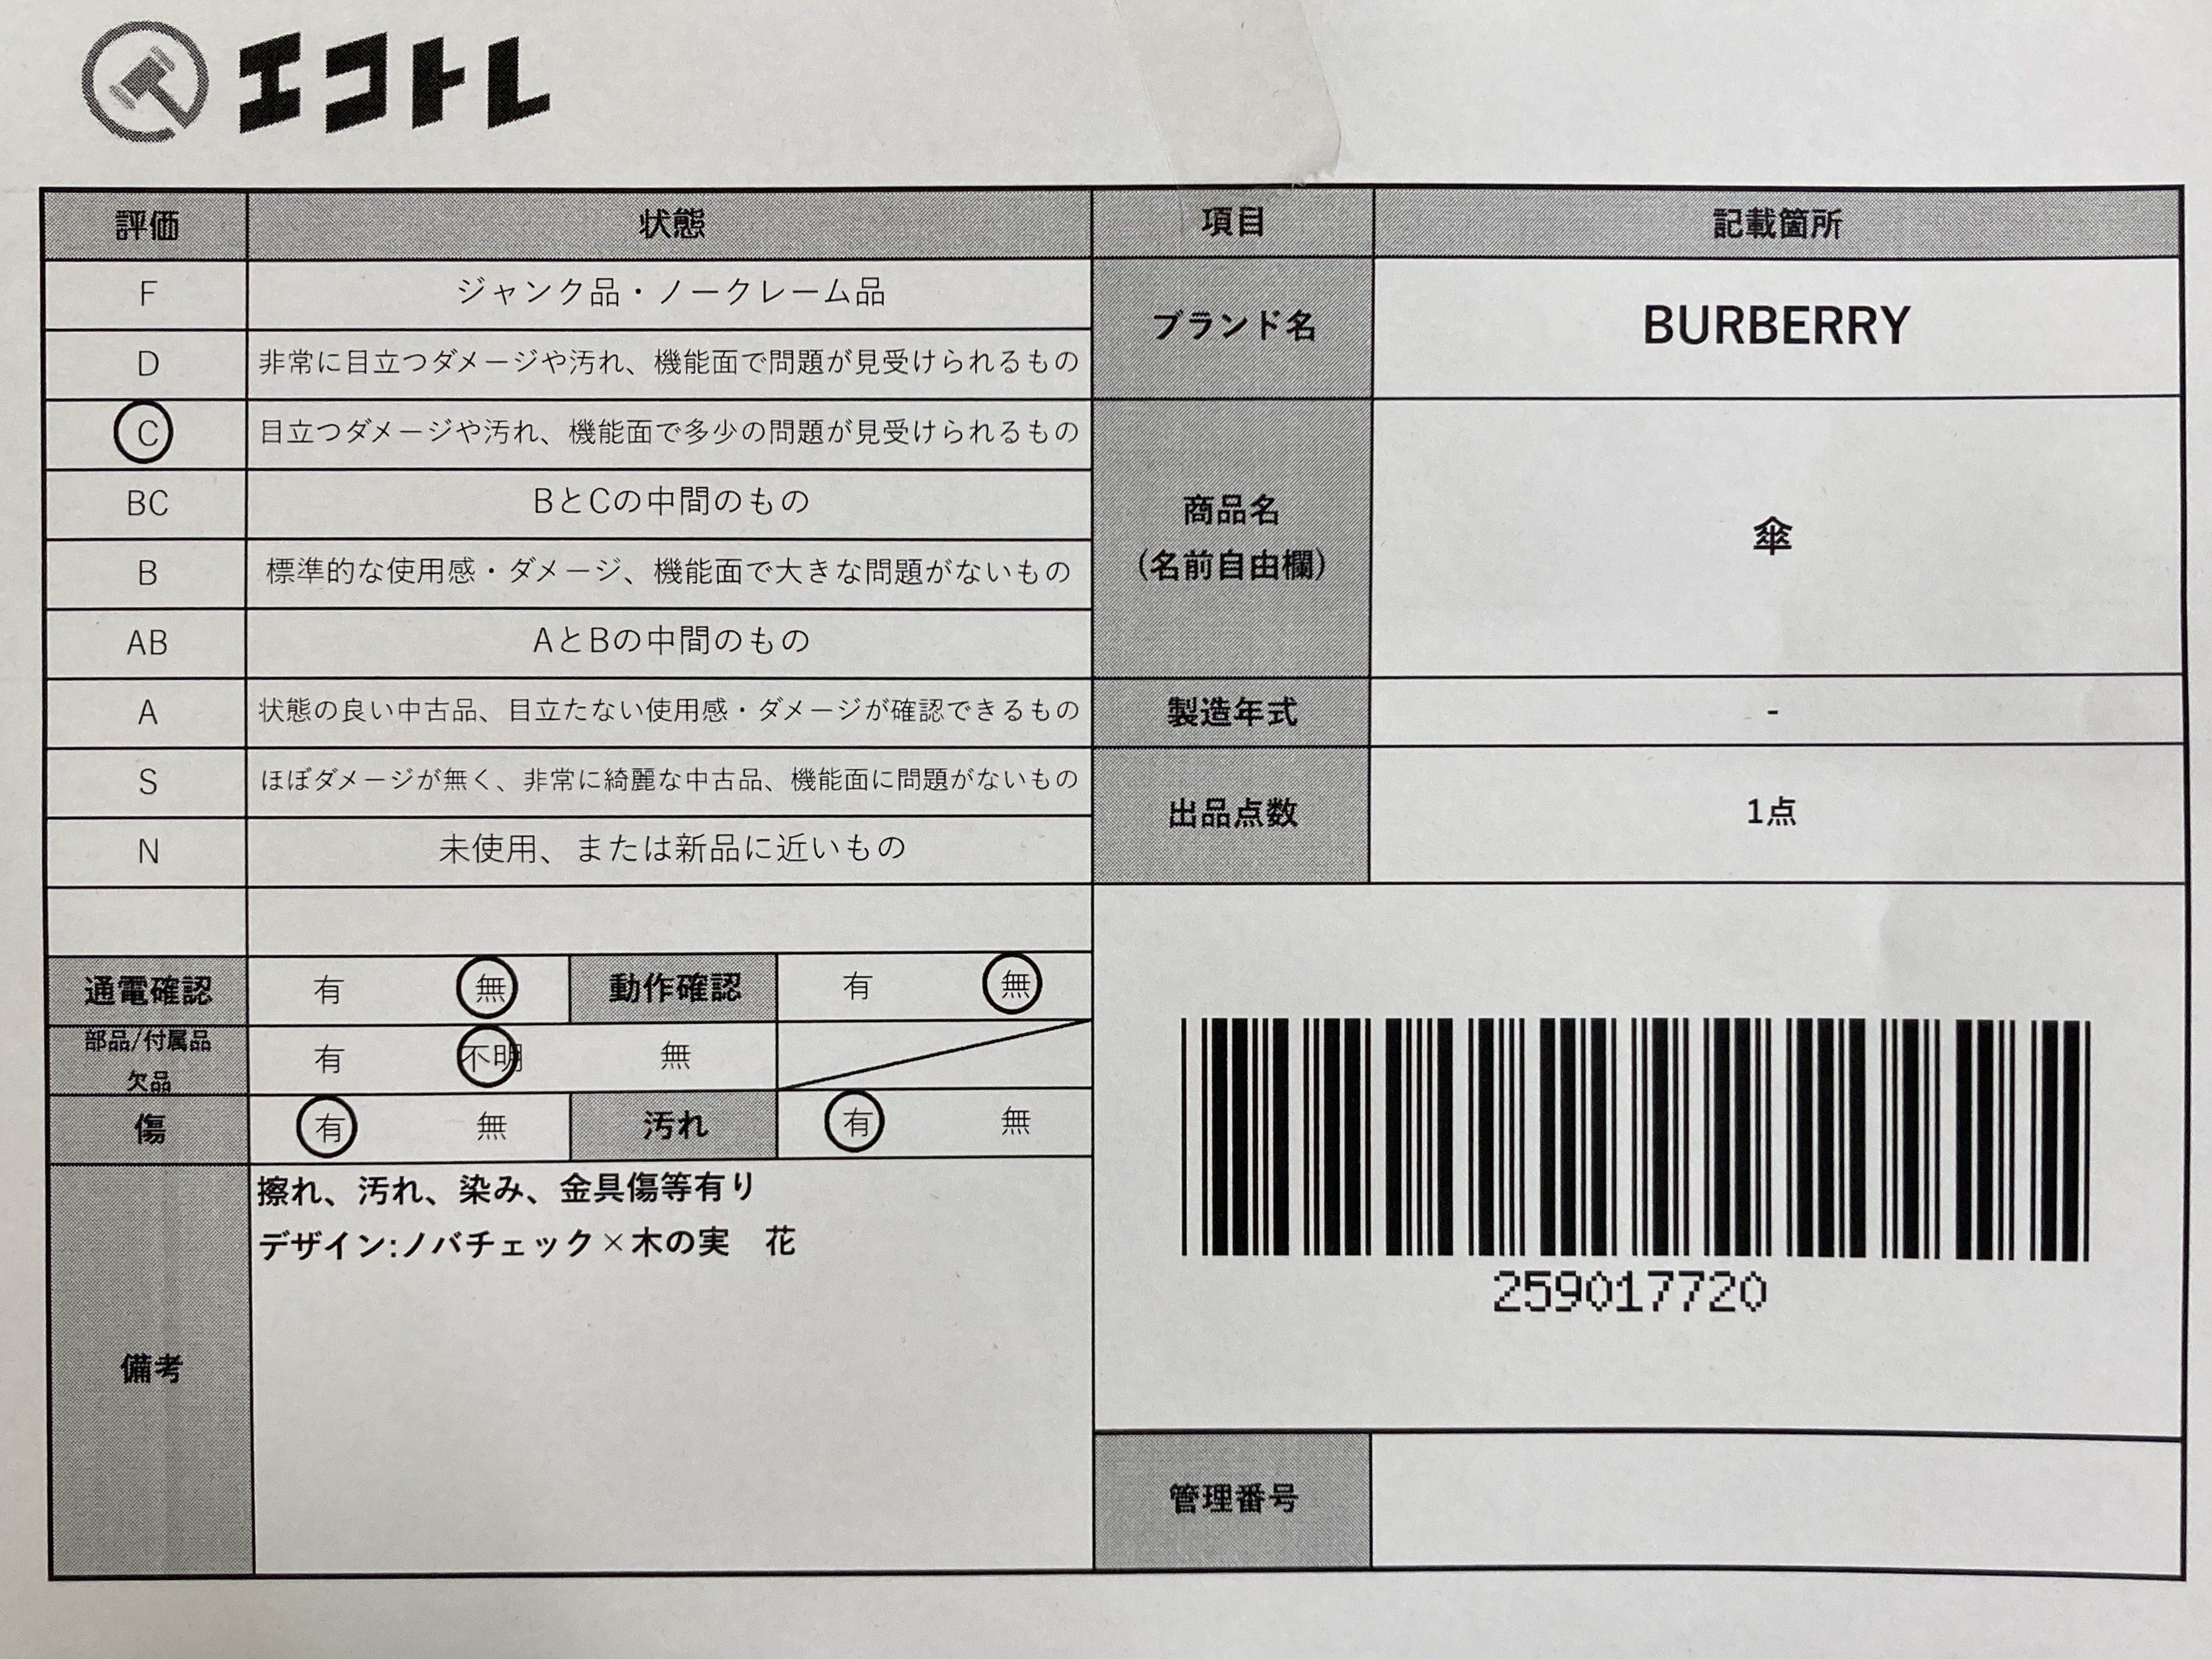 エコトレ
評価 状態 項目 記載箇所
F ジャンク品・ノークレーム品
ブランド名 BURBERRY
D 非常に目立つダメージや汚れ、機能面で問題が見受けられるもの
C 目立つダメージや汚れ、機能面で多少の問題が見受けられるもの
BC BとCの中間のもの
商品名
(名前自由欄)
傘
B 標準的な使用感・ダメージ、機能面で大きな問題がないもの
AB AとBの中間のもの
A 状態の良い中古品、目立たない使用感・ダメージが確認できるもの
製造年式 -
S ほぼダメージが無く、非常に綺麗な中古品、機能面に問題がないもの
出品点数 1点
N 未使用、または新品に近いもの
通電確認 有 無 動作確認 有 無
部品/付属品
欠品
有 不明 無
傷 有 無 汚れ 有 無
備考
擦れ、汚れ、染み、金具傷等有り
デザイン:ノバチェック×木の実　花
259017720
管理番号